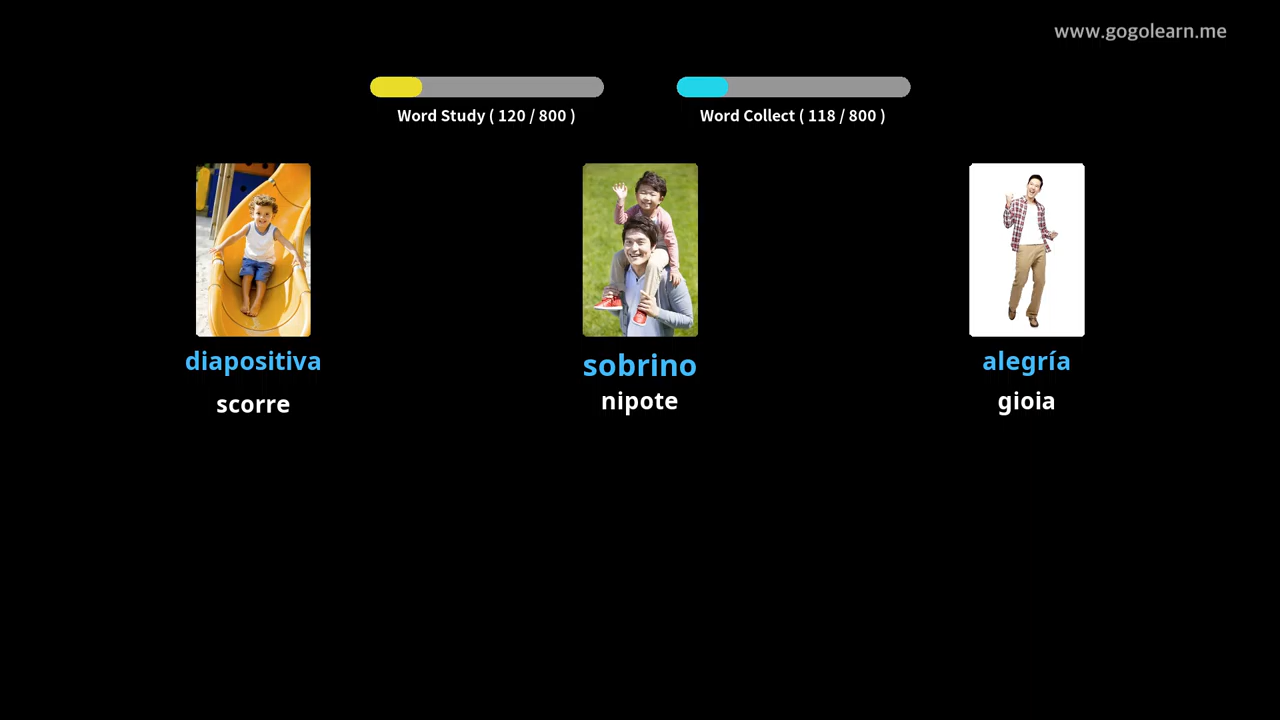 www.gogolearn.me
Word Study ( 120 / 800 )
Word Collect ( 118 / 800 )
diapositiva
scorre
sobrino
nipote
alegría
gioia